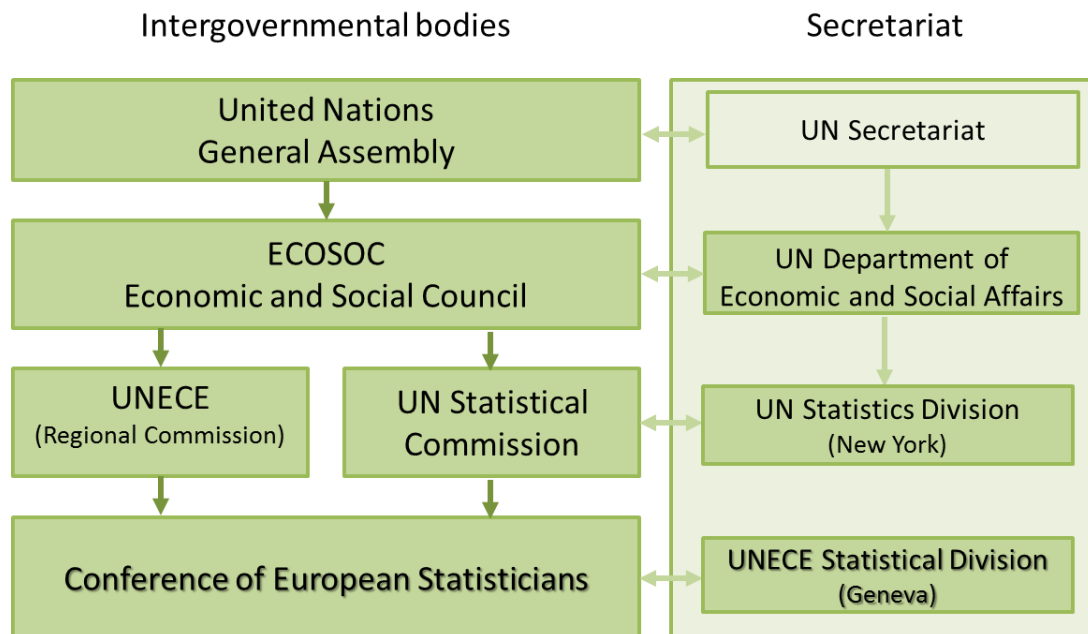 Intergovernmental bodies
Secretariat
United Nations
General Assembly
UN Secretariat
ECOSOC
Economic and Social Council
UN Department of
Economic and Social Affairs
UNECE
(Regional Commission)
UN Statistical
Commission
UN Statistics Division
(New York)
Conference of European Statisticians
UNECE Statistical Division
(Geneva)